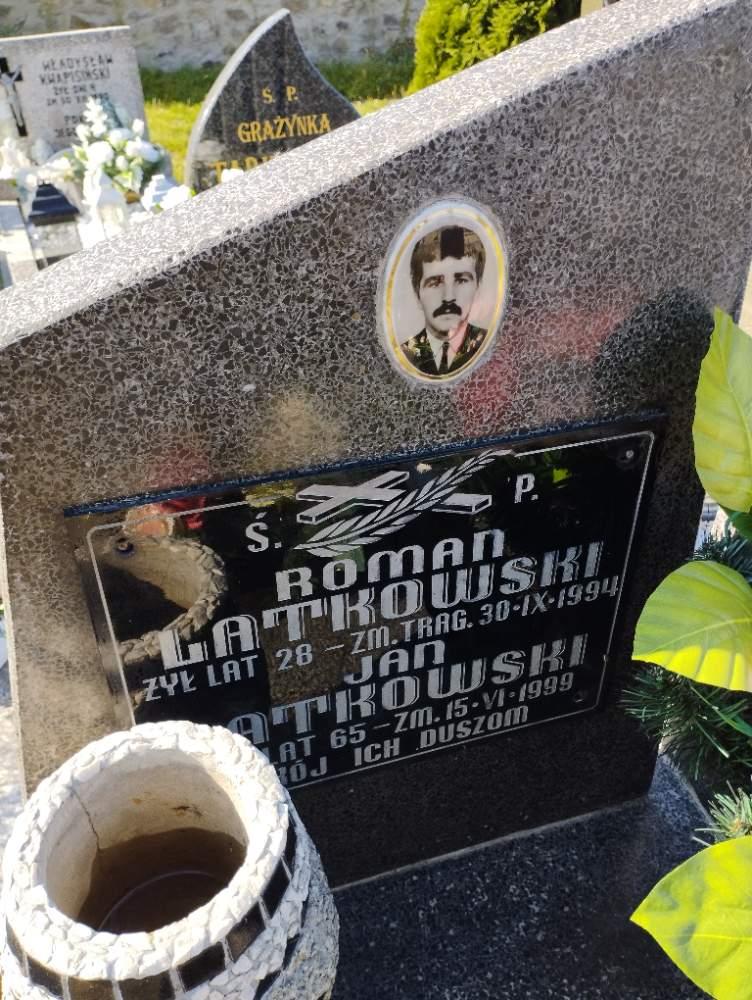 WŁADYSŁAW
KWAPISIŃSKI
Ś. P.
GRAŻYNKA
Ś. P.
ROMAN
LATKOWSKI
ŻYŁ LAT 28 – ZM. TRAG. 30·IX·1994
JAN
LATKOWSKI
LAT 65 – ZM. 15·VI·1999
ICH DUSZOM